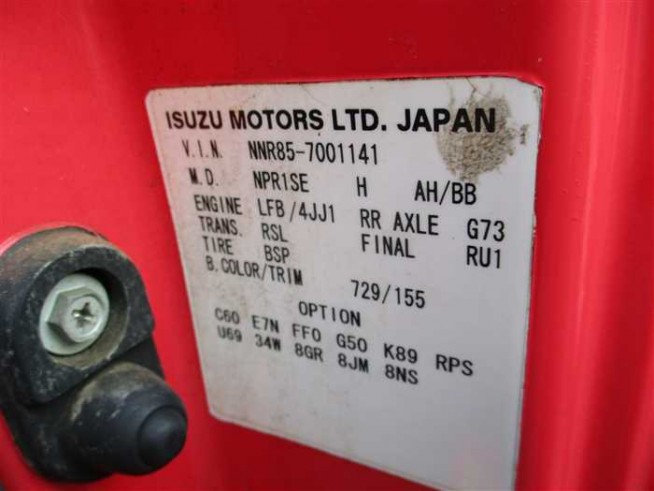 ISUZU MOTORS LTD. JAPAN
V.I.N. NNR85-7001141
M.D. NPR1SE H AH/BB
ENGINE LFB/4JJ1 RR AXLE G73
TRANS. RSL FINAL RU1
TIRE BSP
B.COLOR/TRIM 729/155
OPTION
C60 E7N FF0 G50 K89 RPS
U69 34W 8GR 8JM 8NS